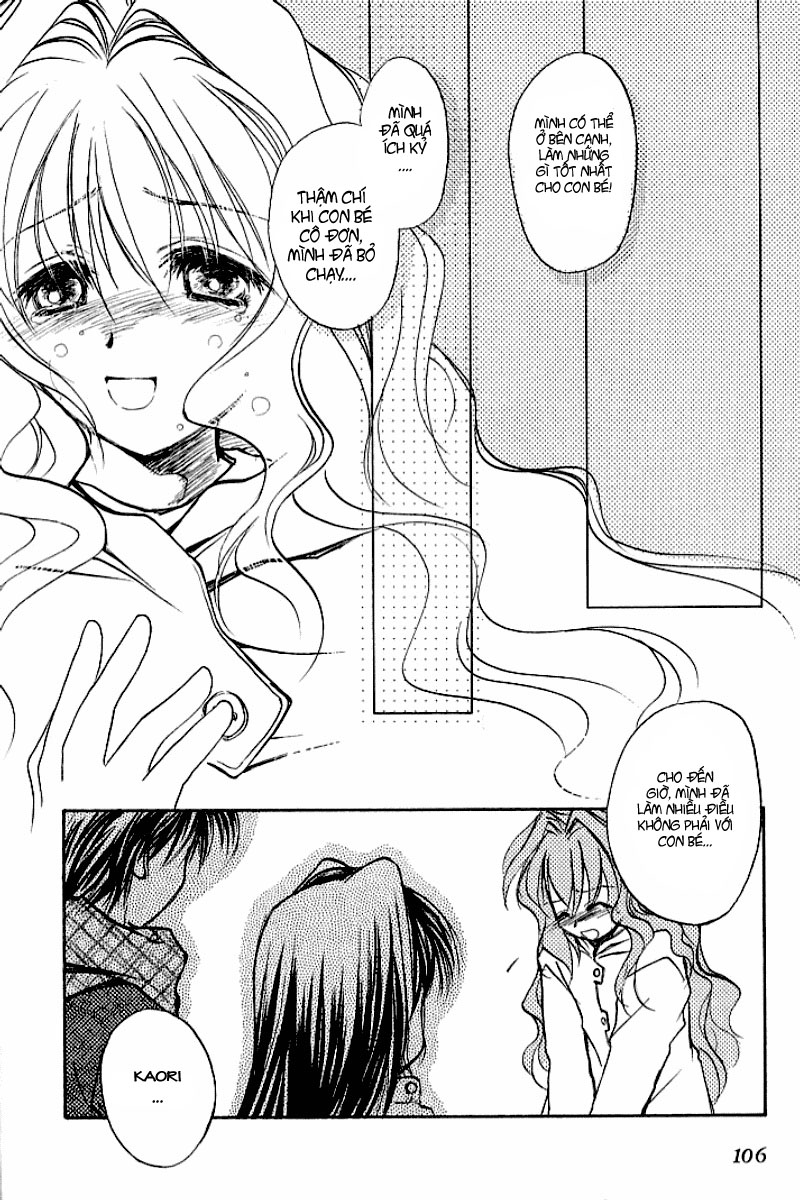 MÌNH CÓ THỂ
Ở BÊN CẠNH,
LÀM NHỮNG
GÌ TỐT NHẤT
CHO CON BÉ!
MÌNH
ĐÃ QUÁ
ÍCH KỶ
....
THẬM CHÍ
KHI CON BÉ
CÔ ĐƠN,
MÌNH ĐÃ BỎ
CHẠY....
CHO ĐẾN
GIỜ, MÌNH ĐÃ
LÀM NHIỀU ĐIỀU
KHÔNG PHẢI VỚI
CON BÉ...
KAORI
...
106